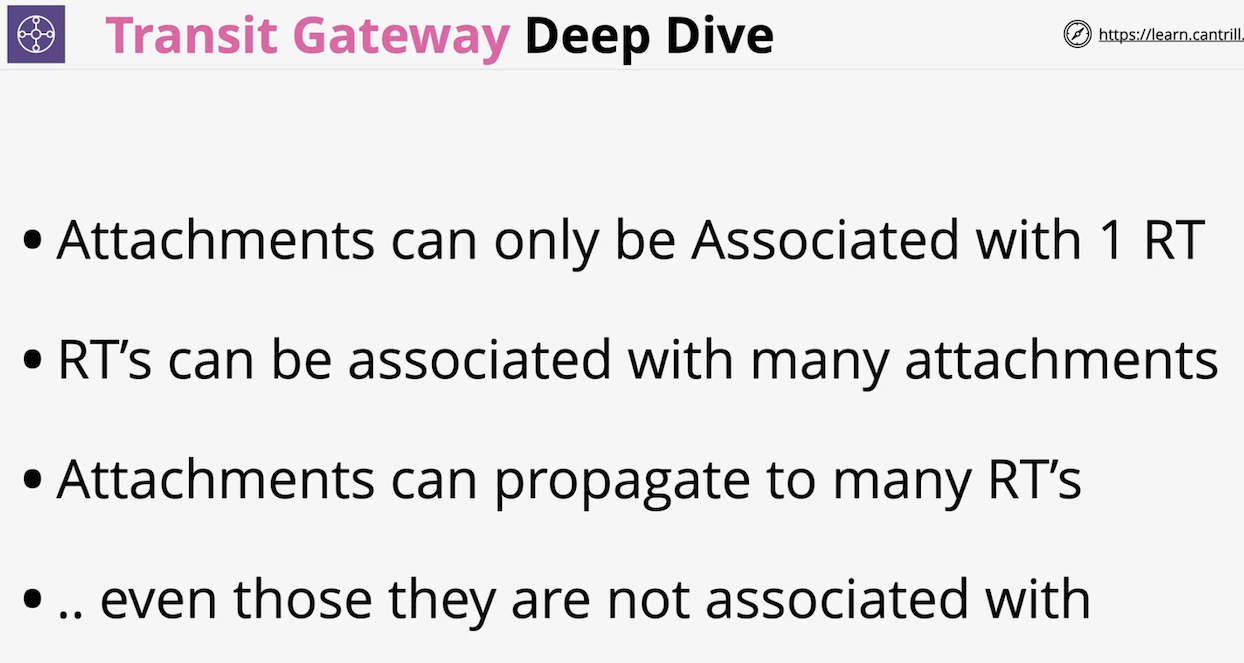 Transit Gateway Deep Dive
https://learn.cantrill.
• Attachments can only be Associated with 1 RT
• RT’s can be associated with many attachments
• Attachments can propagate to many RT’s
• .. even those they are not associated with